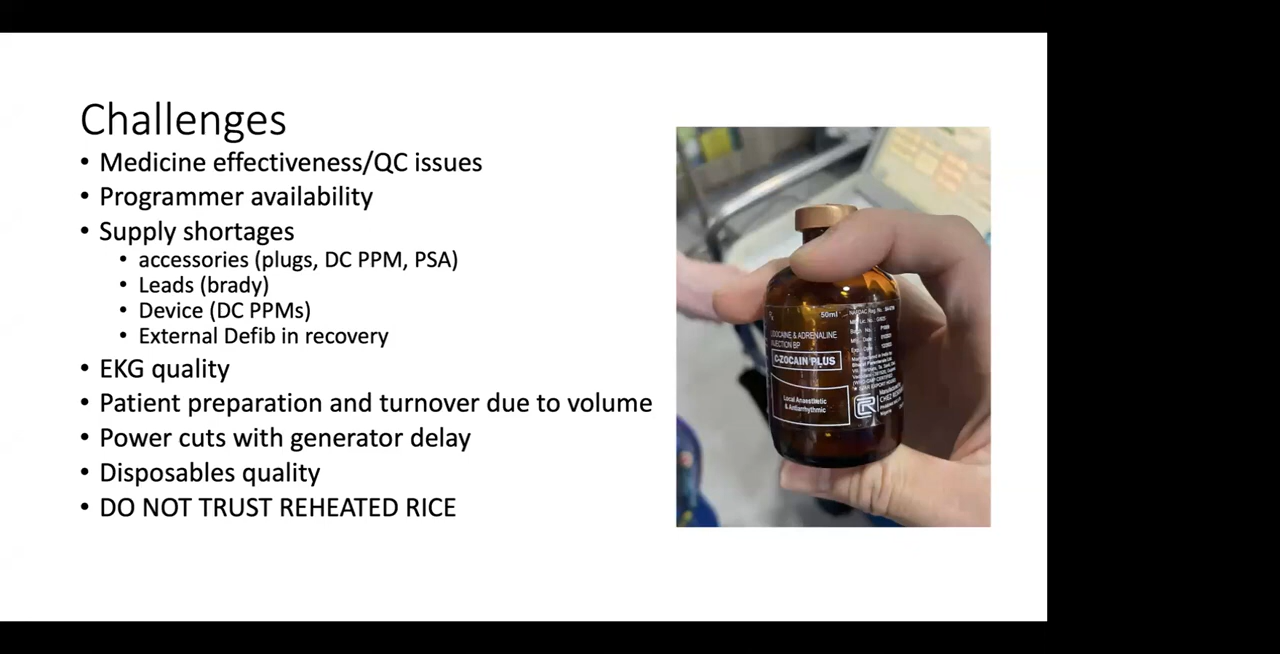 Challenges
• Medicine effectiveness/QC issues
• Programmer availability
• Supply shortages
• accessories (plugs, DC PPM, PSA)
• Leads (brady)
• Device (DC PPMs)
• External Defib in recovery
• EKG quality
• Patient preparation and turnover due to volume
• Power cuts with generator delay
• Disposables quality
• DO NOT TRUST REHEATED RICE
50ml
& ADRENALINE
INJECTION BP
C-ZOCAIN PLUS
Local Anaesthetic
& Antiarrhythmic